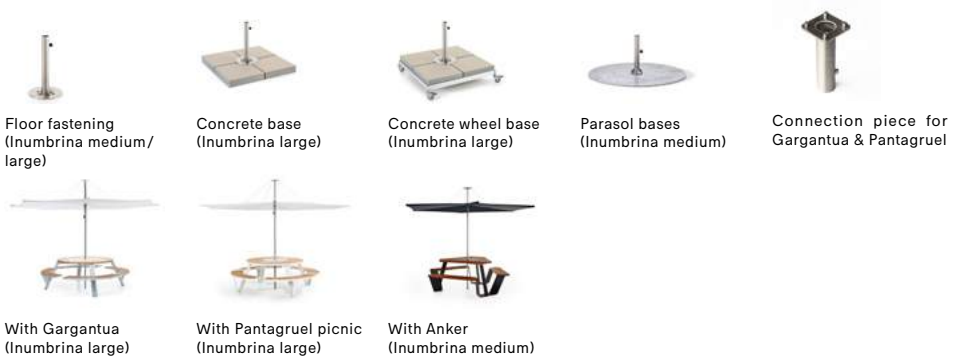 Floor fastening
(Inumbrina medium/
large)
Concrete base
(Inumbrina large)
Concrete wheel base
(Inumbrina large)
Parasol bases
(Inumbrina medium)
Connection piece for
Gargantua & Pantagruel
With Gargantua
(Inumbrina large)
With Pantagruel picnic
(Inumbrina large)
With Anker
(Inumbrina medium)